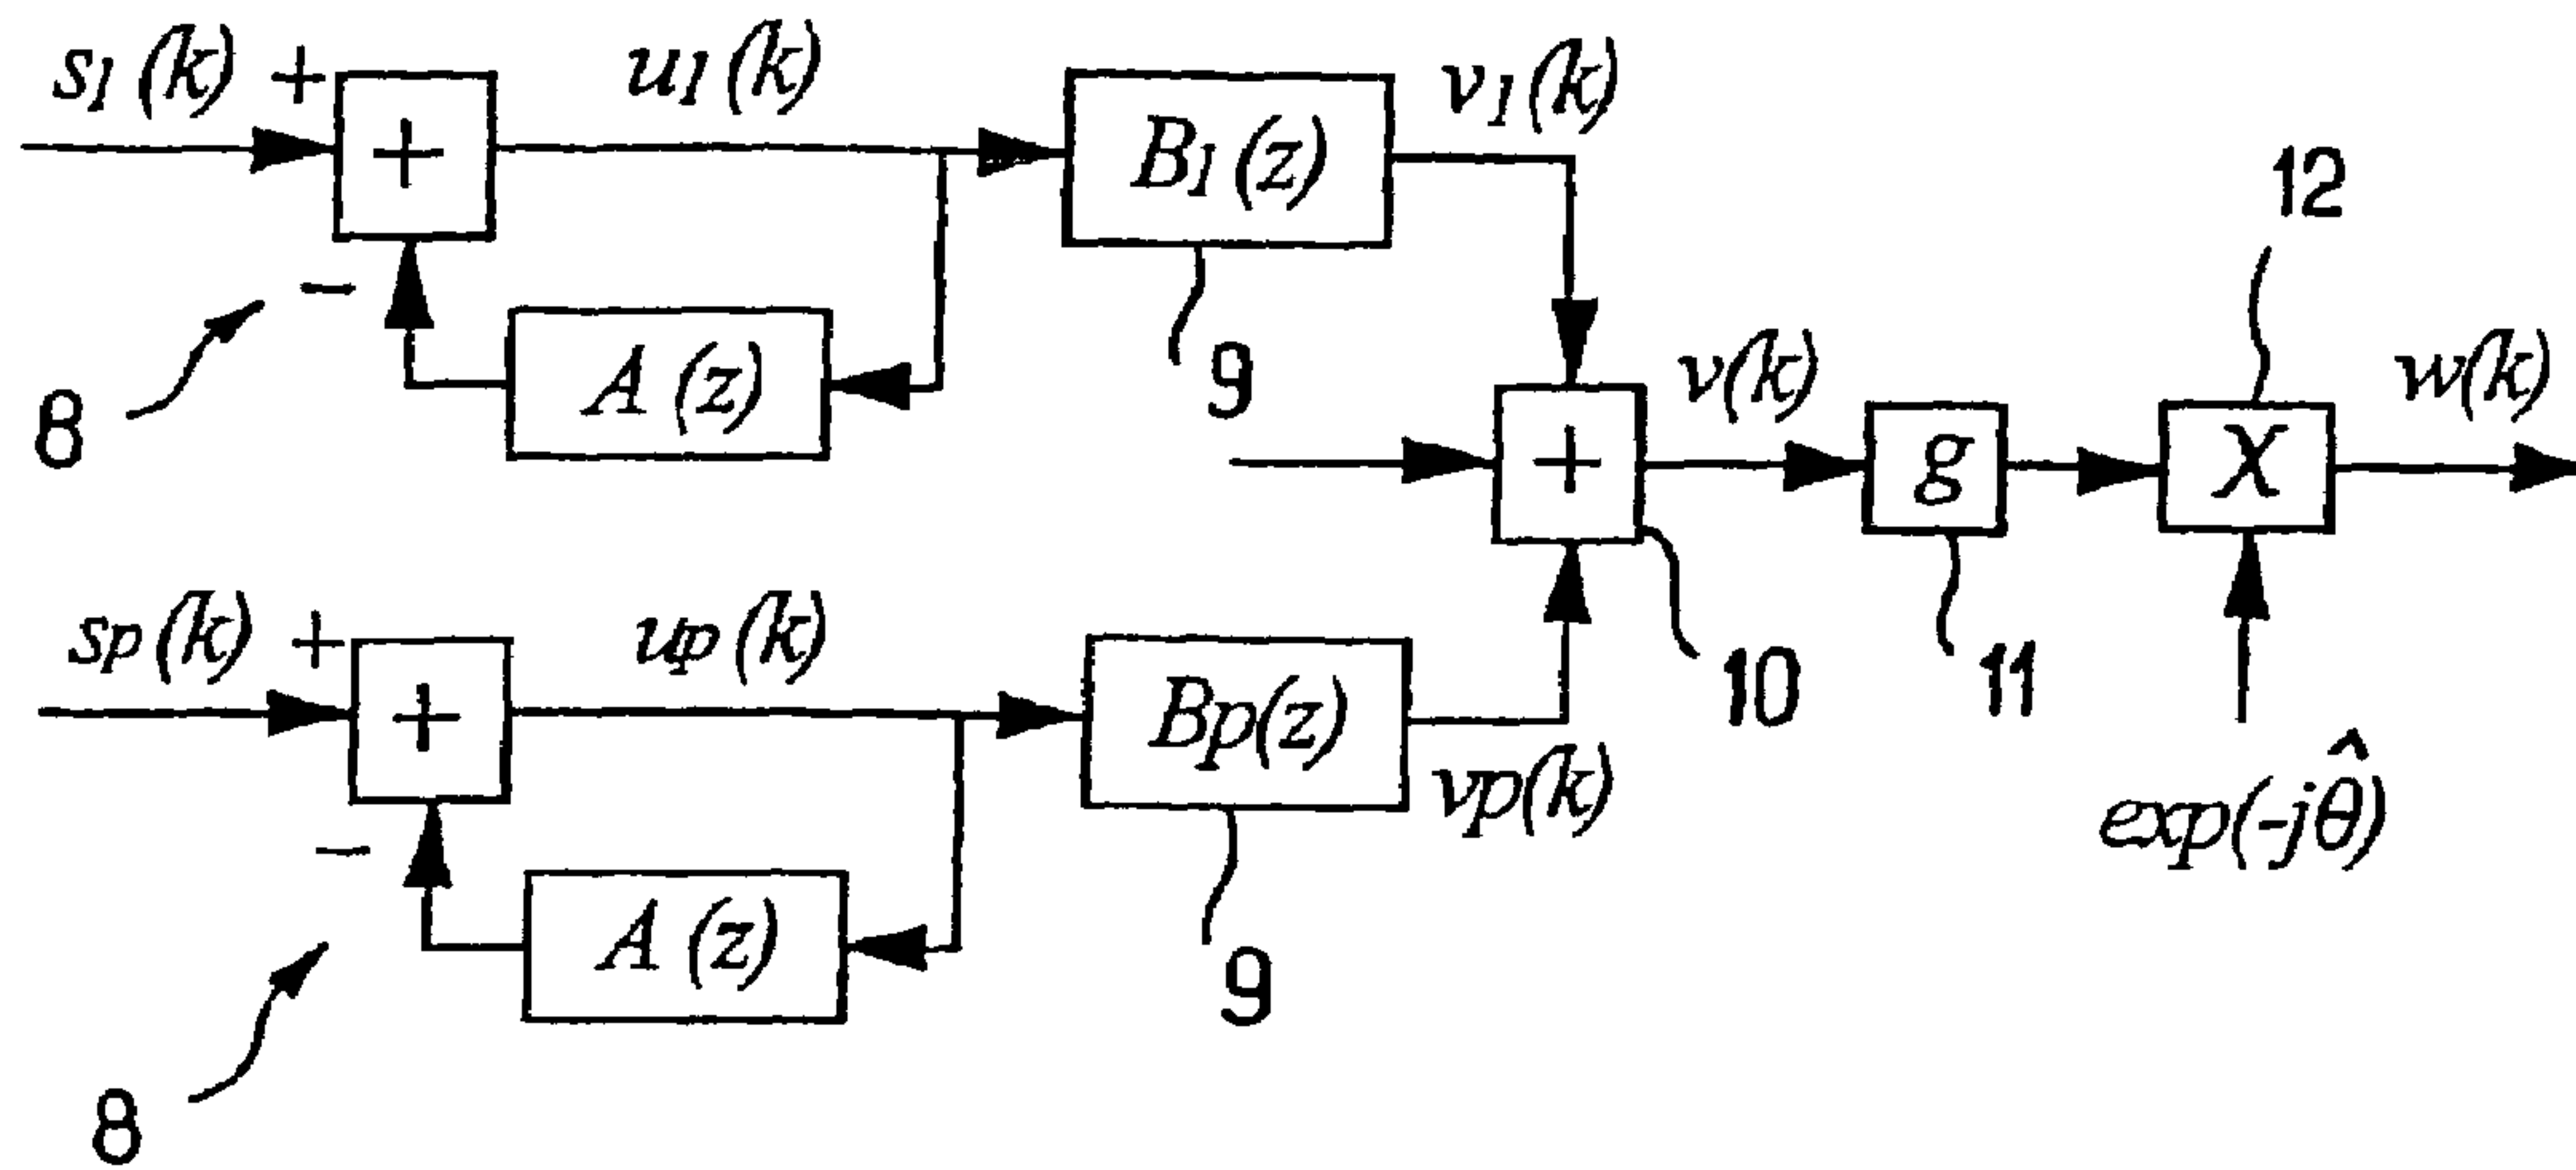 s1 (k) + u1 (k) v1 (k)
+ B1 (z) 12
−
A (z) 9 v(k) w(k)
8 + g X
sp (k) + up (k) 10 11
+ Bp(z) vp(k) exp(-jθ̂)
−
A (z) 9
8